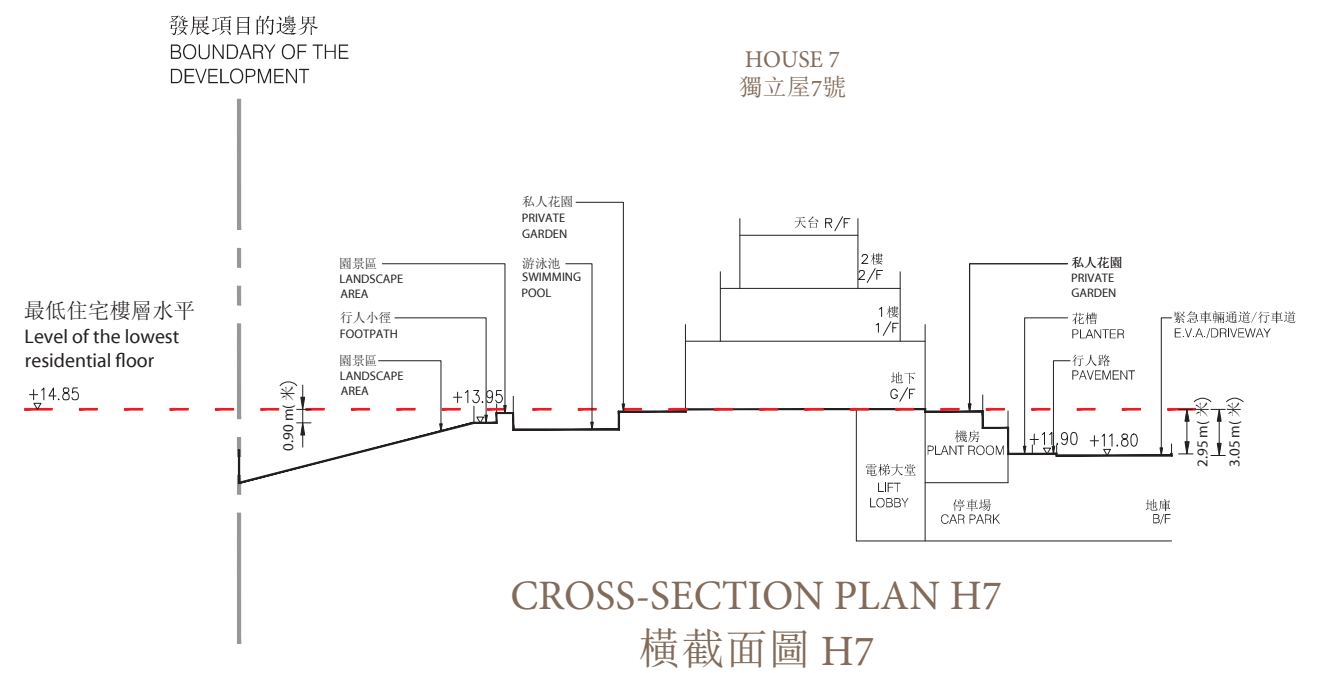 發展項目的邊界
BOUNDARY OF THE
DEVELOPMENT
HOUSE 7
獨立屋7號
私人花園
PRIVATE
GARDEN
天台 R/F
園景區
LANDSCAPE
AREA
游泳池
SWIMMING
POOL
2樓
2/F
私人花園
PRIVATE
GARDEN
最低住宅樓層水平
Level of the lowest
residential floor
行人小徑
FOOTPATH
1樓
1/F
花槽
PLANTER
緊急車輛通道/行車道
E.V.A./DRIVEWAY
園景區
LANDSCAPE
AREA
行人路
PAVEMENT
地下
G/F
+14.85
+13.95
0.90 m(米)
機房
PLANT ROOM
+11.90
+11.80
2.95 m(米)
3.05 m(米)
電梯大堂
LIFT
LOBBY
停車場
CAR PARK
地庫
B/F
CROSS-SECTION PLAN H7
橫截面圖 H7